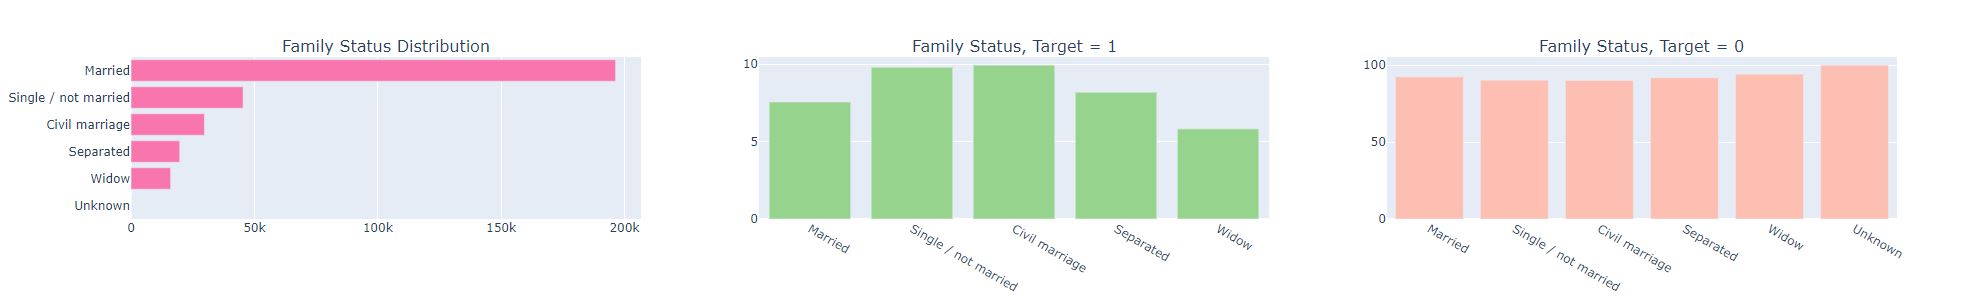 Family Status Distribution
Married
Single / not married
Civil marriage
Separated
Widow
Unknown
0
50k
100k
150k
200k
Family Status, Target = 1
10
5
0
Married
Single / not married
Civil marriage
Separated
Widow
Family Status, Target = 0
100
50
0
Married
Single / not married
Civil marriage
Separated
Widow
Unknown